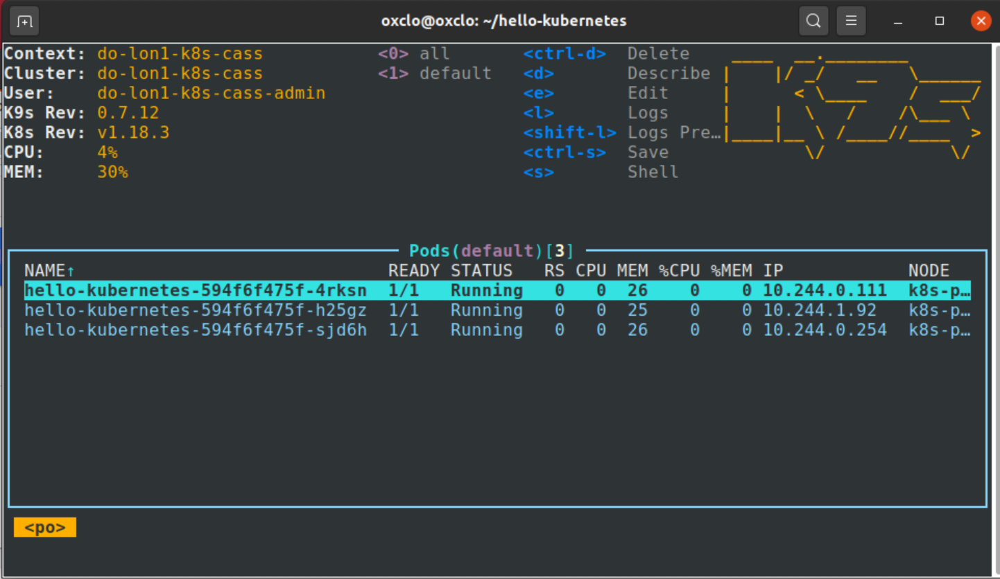 oxclo@oxclo: ~/hello-kubernetes
Context: do-lon1-k8s-cass <0> all <ctrl-d> Delete
Cluster: do-lon1-k8s-cass <1> default <d> Describe
User: do-lon1-k8s-cass-admin <e> Edit
K9s Rev: 0.7.12 <l> Logs
K8s Rev: v1.18.3 <shift-l> Logs Pre…
CPU: 4% <ctrl-s> Save
MEM: 30% <s> Shell
K9s
Pods(default)[3]
NAME↑ READY STATUS RS CPU MEM %CPU %MEM IP NODE
hello-kubernetes-594f6f475f-4rksn 1/1 Running 0 0 26 0 0 10.244.0.111 k8s-p…
hello-kubernetes-594f6f475f-h25gz 1/1 Running 0 0 25 0 0 10.244.1.92 k8s-p…
hello-kubernetes-594f6f475f-sjd6h 1/1 Running 0 0 26 0 0 10.244.0.254 k8s-p…
<po>